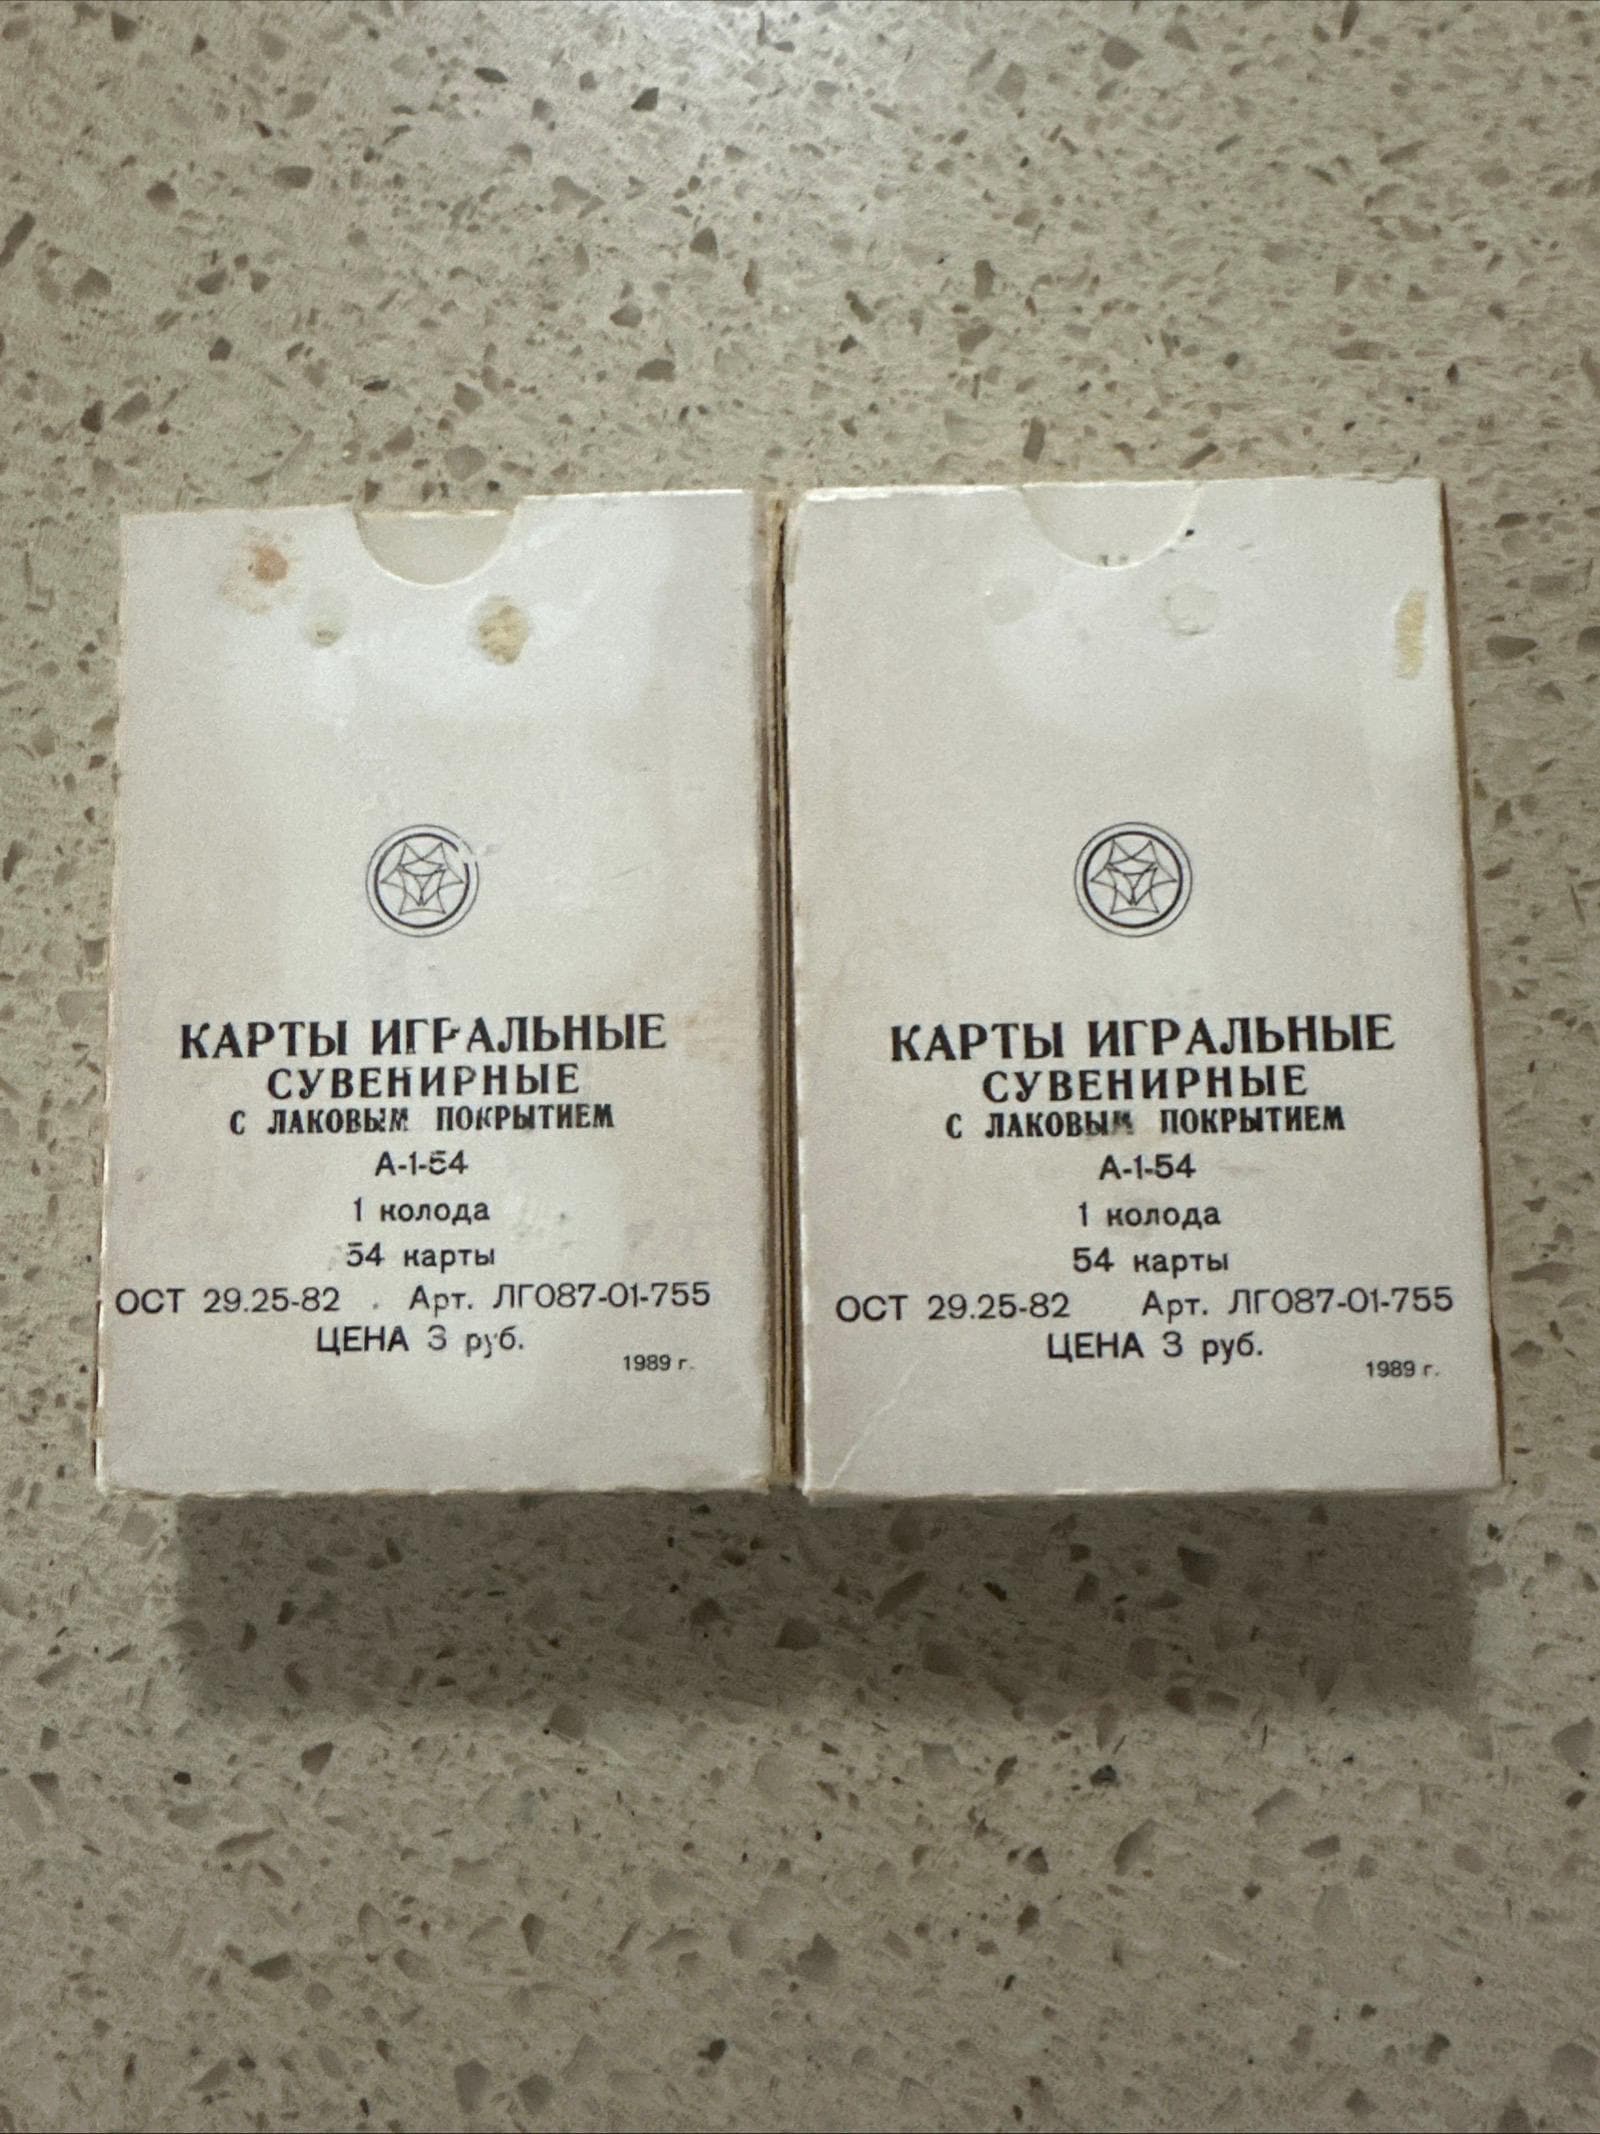 КАРТЫ ИГРАЛЬНЫЕ
СУВЕНИРНЫЕ
С ЛАКОВЫМ ПОКРЫТИЕМ
А-1-54
1 колода
54 карты
ОСТ 29.25-82 Арт. ЛГ087-01-755
ЦЕНА 3 руб.
1989 г.
КАРТЫ ИГРАЛЬНЫЕ
СУВЕНИРНЫЕ
С ЛАКОВЫМ ПОКРЫТИЕМ
А-1-54
1 колода
54 карты
ОСТ 29.25-82 Арт. ЛГ087-01-755
ЦЕНА 3 руб.
1989 г.